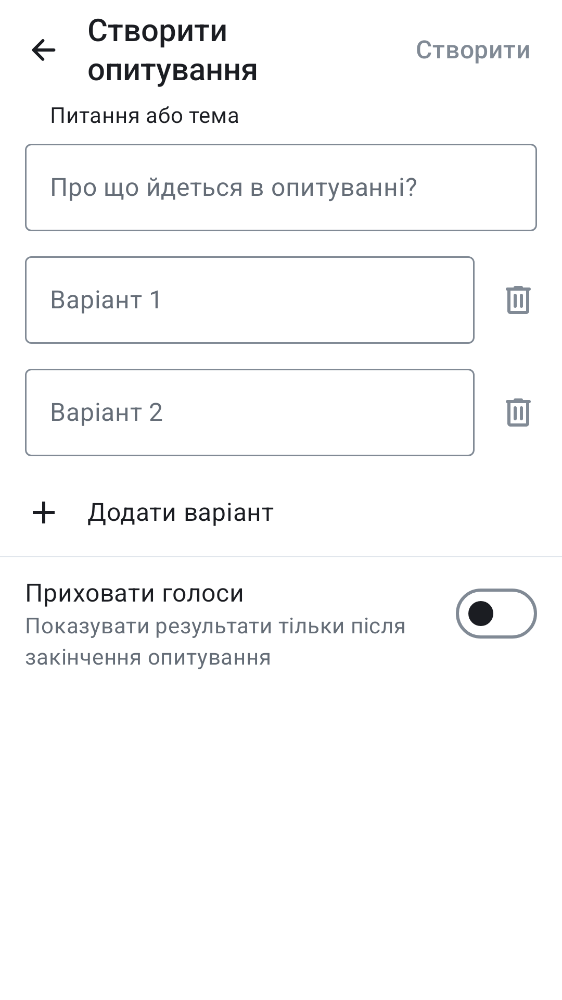 Створити
опитування
Створити
Питання або тема
Про що йдеться в опитуванні?
Варіант 1
Варіант 2
Додати варіант
Приховати голоси
Показувати результати тільки після
закінчення опитування